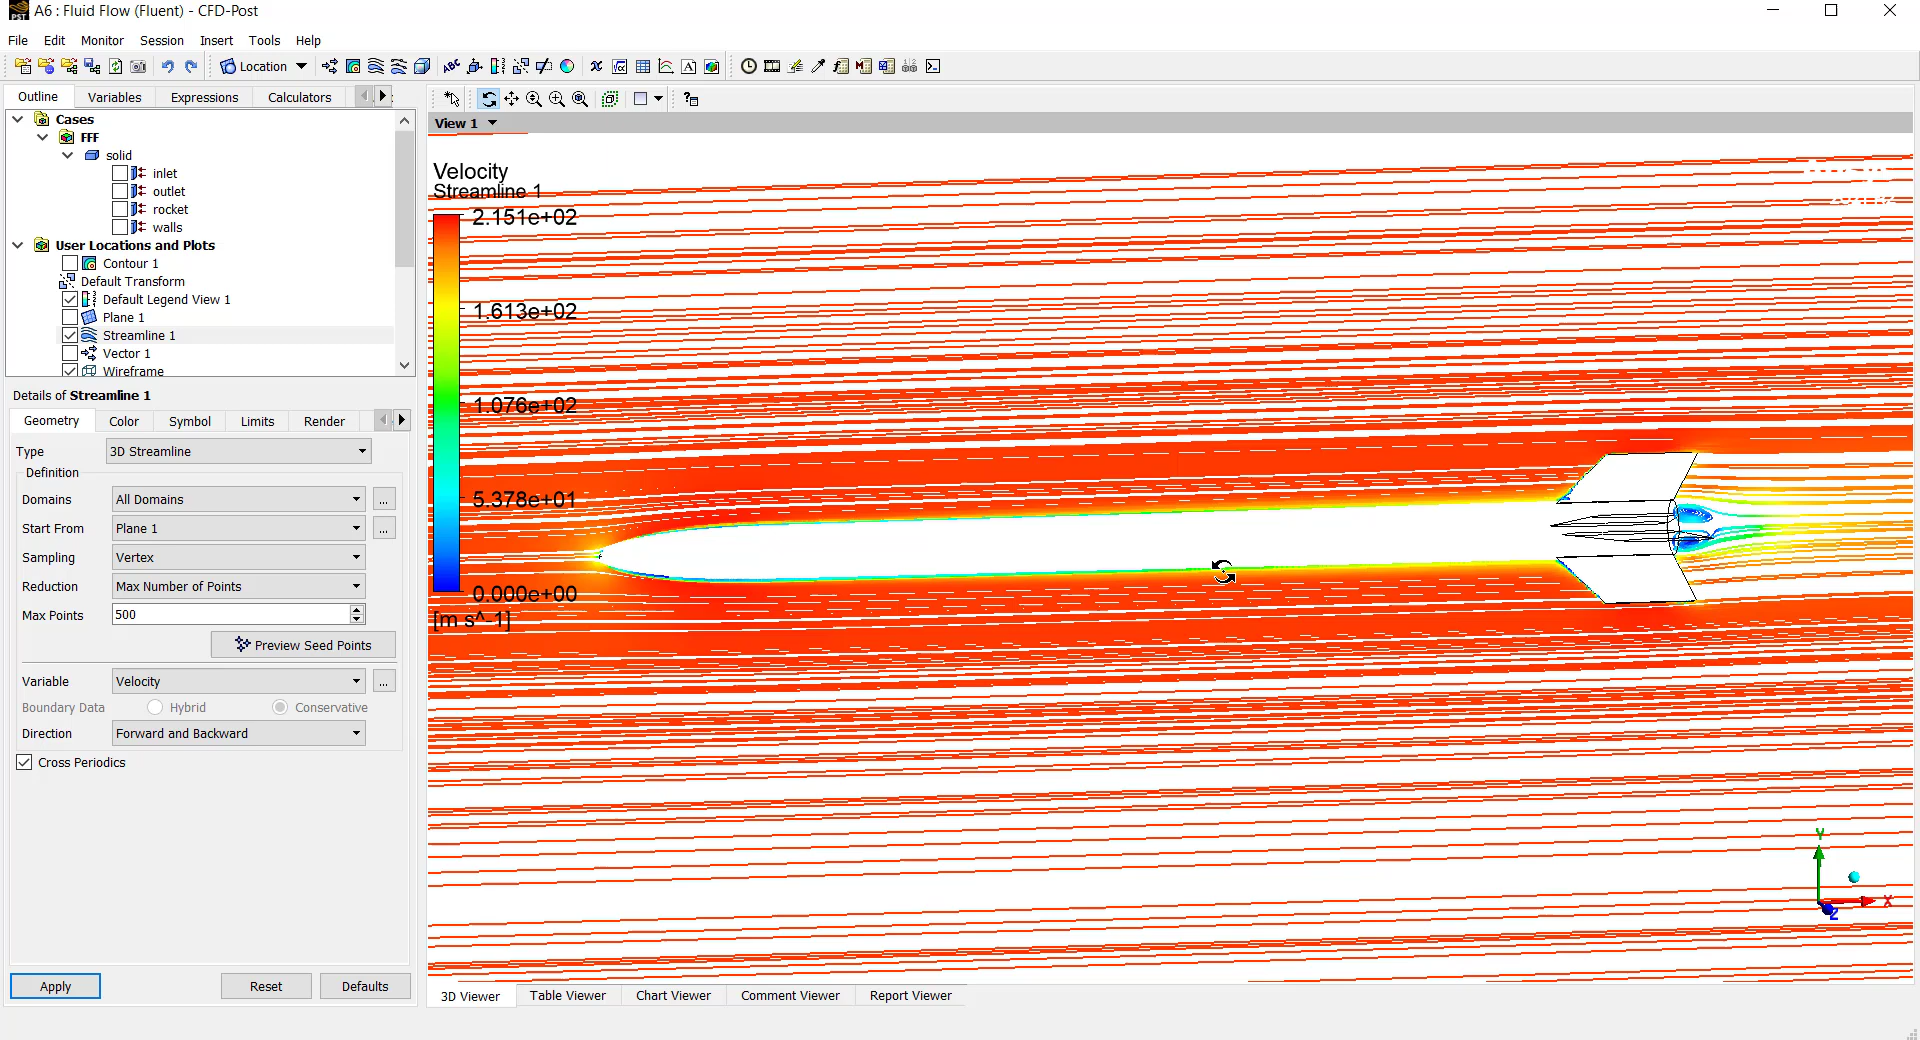 A6 : Fluid Flow (Fluent) - CFD-Post
File Edit Monitor Session Insert Tools Help
Location
Outline Variables Expressions Calculators
Cases
FFF
solid
inlet
outlet
rocket
walls
User Locations and Plots
Contour 1
Default Transform
Default Legend View 1
Plane 1
Streamline 1
Vector 1
Wireframe
Details of Streamline 1
Geometry Color Symbol Limits Render
Type 3D Streamline
Definition
Domains All Domains ...
Start From Plane 1 ...
Sampling Vertex
Reduction Max Number of Points
Max Points 500
Preview Seed Points
Variable Velocity ...
Boundary Data Hybrid Conservative
Direction Forward and Backward
Cross Periodics
Apply Reset Defaults
View 1
Velocity
Streamline 1
2.151e+02
1.613e+02
1.076e+02
5.378e+01
0.000e+00
[m s^-1]
Y
X
Z
3D Viewer Table Viewer Chart Viewer Comment Viewer Report Viewer